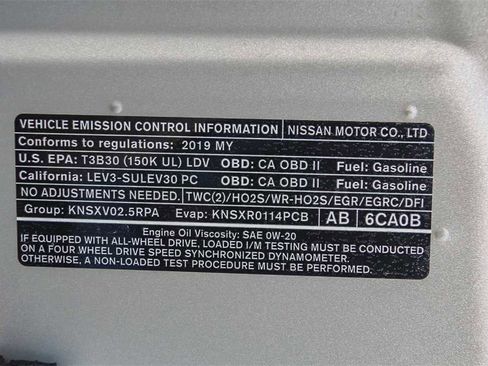 VEHICLE EMISSION CONTROL INFORMATION NISSAN MOTOR CO., LTD
Conforms to regulations: 2019 MY
U.S. EPA: T3B30 (150K UL) LDV OBD: CA OBD II Fuel: Gasoline
California: LEV3-SULEV30 PC OBD: CA OBD II Fuel: Gasoline
NO ADJUSTMENTS NEEDED. TWC(2)/HO2S/WR-HO2S/EGR/EGRC/DFI
Group: KNSXV02.5RPA Evap: KNSXR0114PCB AB 6CA0B
Engine Oil Viscosity: SAE 0W-20
IF EQUIPPED WITH ALL-WHEEL DRIVE, LOADED I/M TESTING MUST BE CONDUCTED
ON A FOUR WHEEL DRIVE SPEED SYNCHRONIZED DYNAMOMETER.
OTHERWISE, A NON-LOADED TEST PROCEDURE MUST BE PERFORMED.